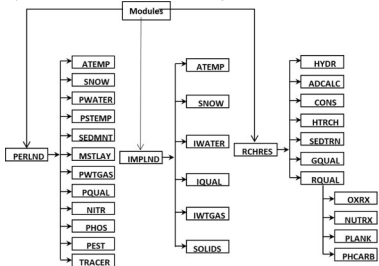 Modules
PERLND
ATEMP
SNOW
PWATER
PSTEMP
SEDMNT
MSTLAY
PWTGAS
PQUAL
NITR
PHOS
PEST
TRACER
IMPLND
ATEMP
SNOW
IWATER
IQUAL
IWTGAS
SOLIDS
RCHRES
HYDR
ADCALC
CONS
HTRCH
SEDTRN
GQUAL
RQUAL
OXRX
NUTRX
PLANK
PHCARB